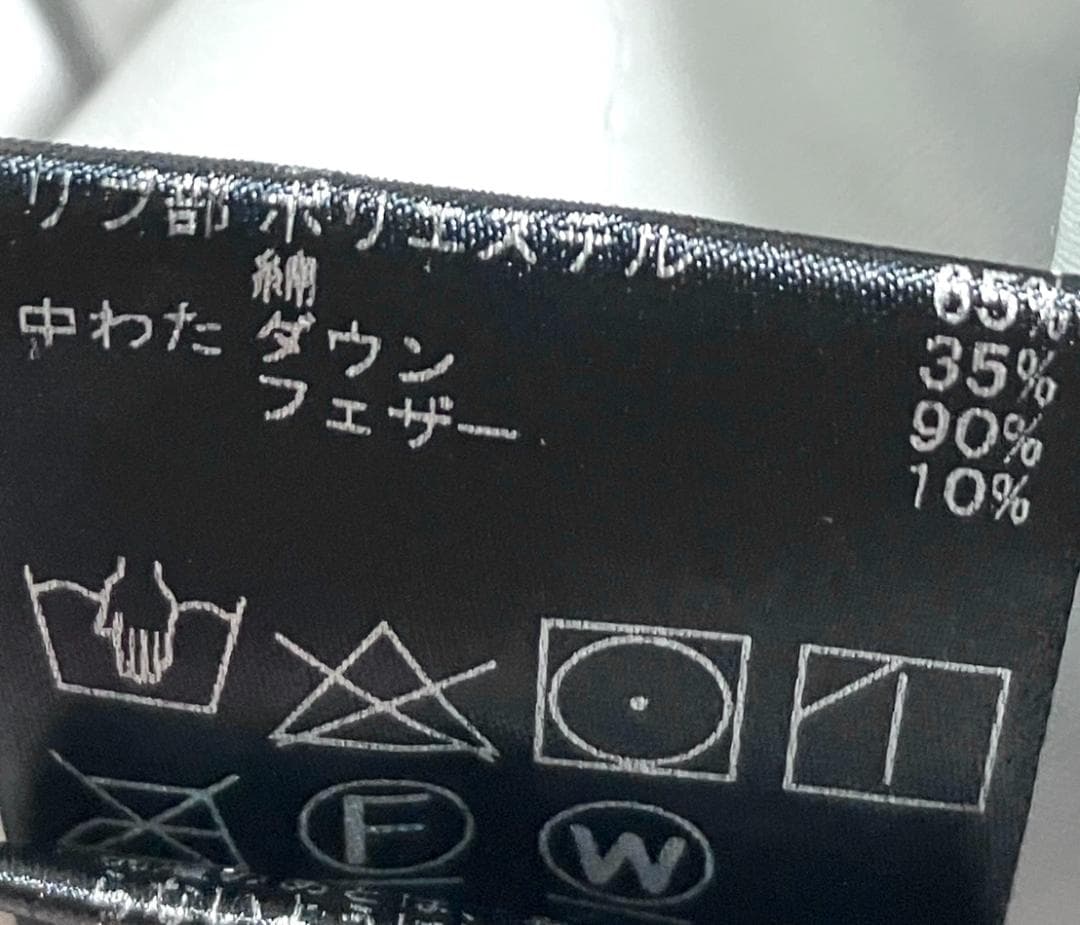 リブ部 ポリエステル 65%
綿 35%
中わた ダウン 90%
フェザー 10%
F W